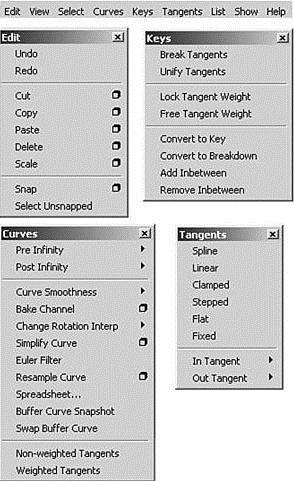 Edit View Select Curves Keys Tangents List Show Help
Edit
Undo
Redo
Cut
Copy
Paste
Delete
Scale
Snap
Select Unsnapped
Keys
Break Tangents
Unify Tangents
Lock Tangent Weight
Free Tangent Weight
Convert to Key
Convert to Breakdown
Add Inbetween
Remove Inbetween
Curves
Pre Infinity
Post Infinity
Curve Smoothness
Bake Channel
Change Rotation Interp
Simplify Curve
Euler Filter
Resample Curve
Spreadsheet...
Buffer Curve Snapshot
Swap Buffer Curve
Non-weighted Tangents
Weighted Tangents
Tangents
Spline
Linear
Clamped
Stepped
Flat
Fixed
In Tangent
Out Tangent